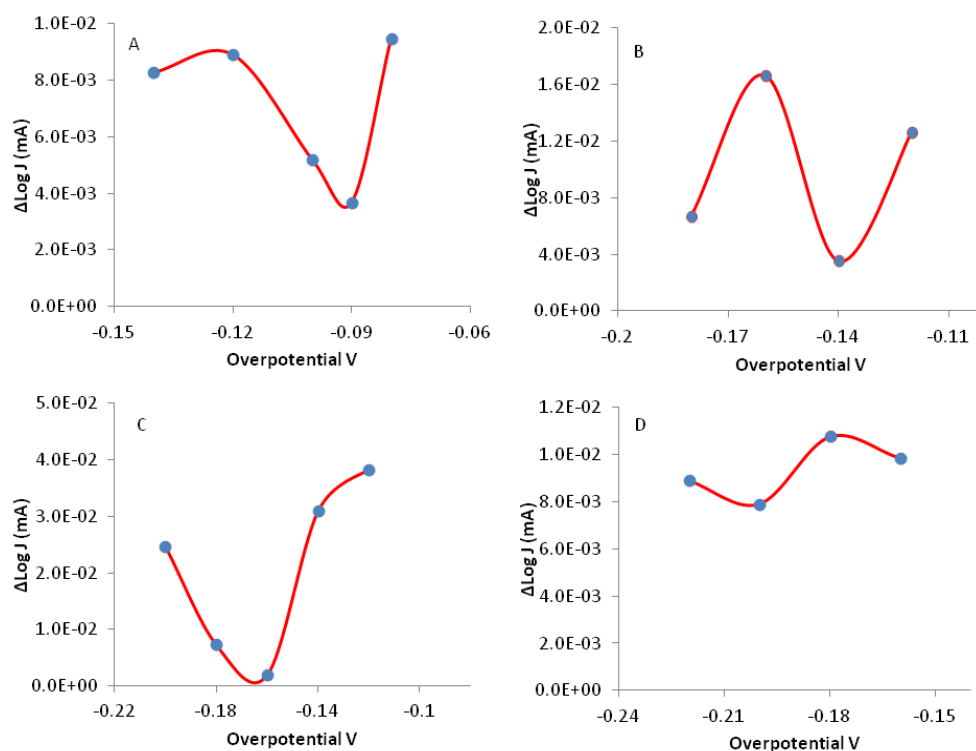 A
1.0E-02
8.0E-03
6.0E-03
4.0E-03
2.0E-03
0.0E+00
ΔLog J (mA)
-0.15 -0.12 -0.09 -0.06
Overpotential V
B
2.0E-02
1.6E-02
1.2E-02
8.0E-03
4.0E-03
0.0E+00
ΔLog J (mA)
-0.2 -0.17 -0.14 -0.11
Overpotential V
C
5.0E-02
4.0E-02
3.0E-02
2.0E-02
1.0E-02
0.0E+00
ΔLog J (mA)
-0.22 -0.18 -0.14 -0.1
Overpotential V
D
1.2E-02
1.0E-02
8.0E-03
6.0E-03
4.0E-03
2.0E-03
0.0E+00
ΔLog J (mA)
-0.24 -0.21 -0.18 -0.15
Overpotential V